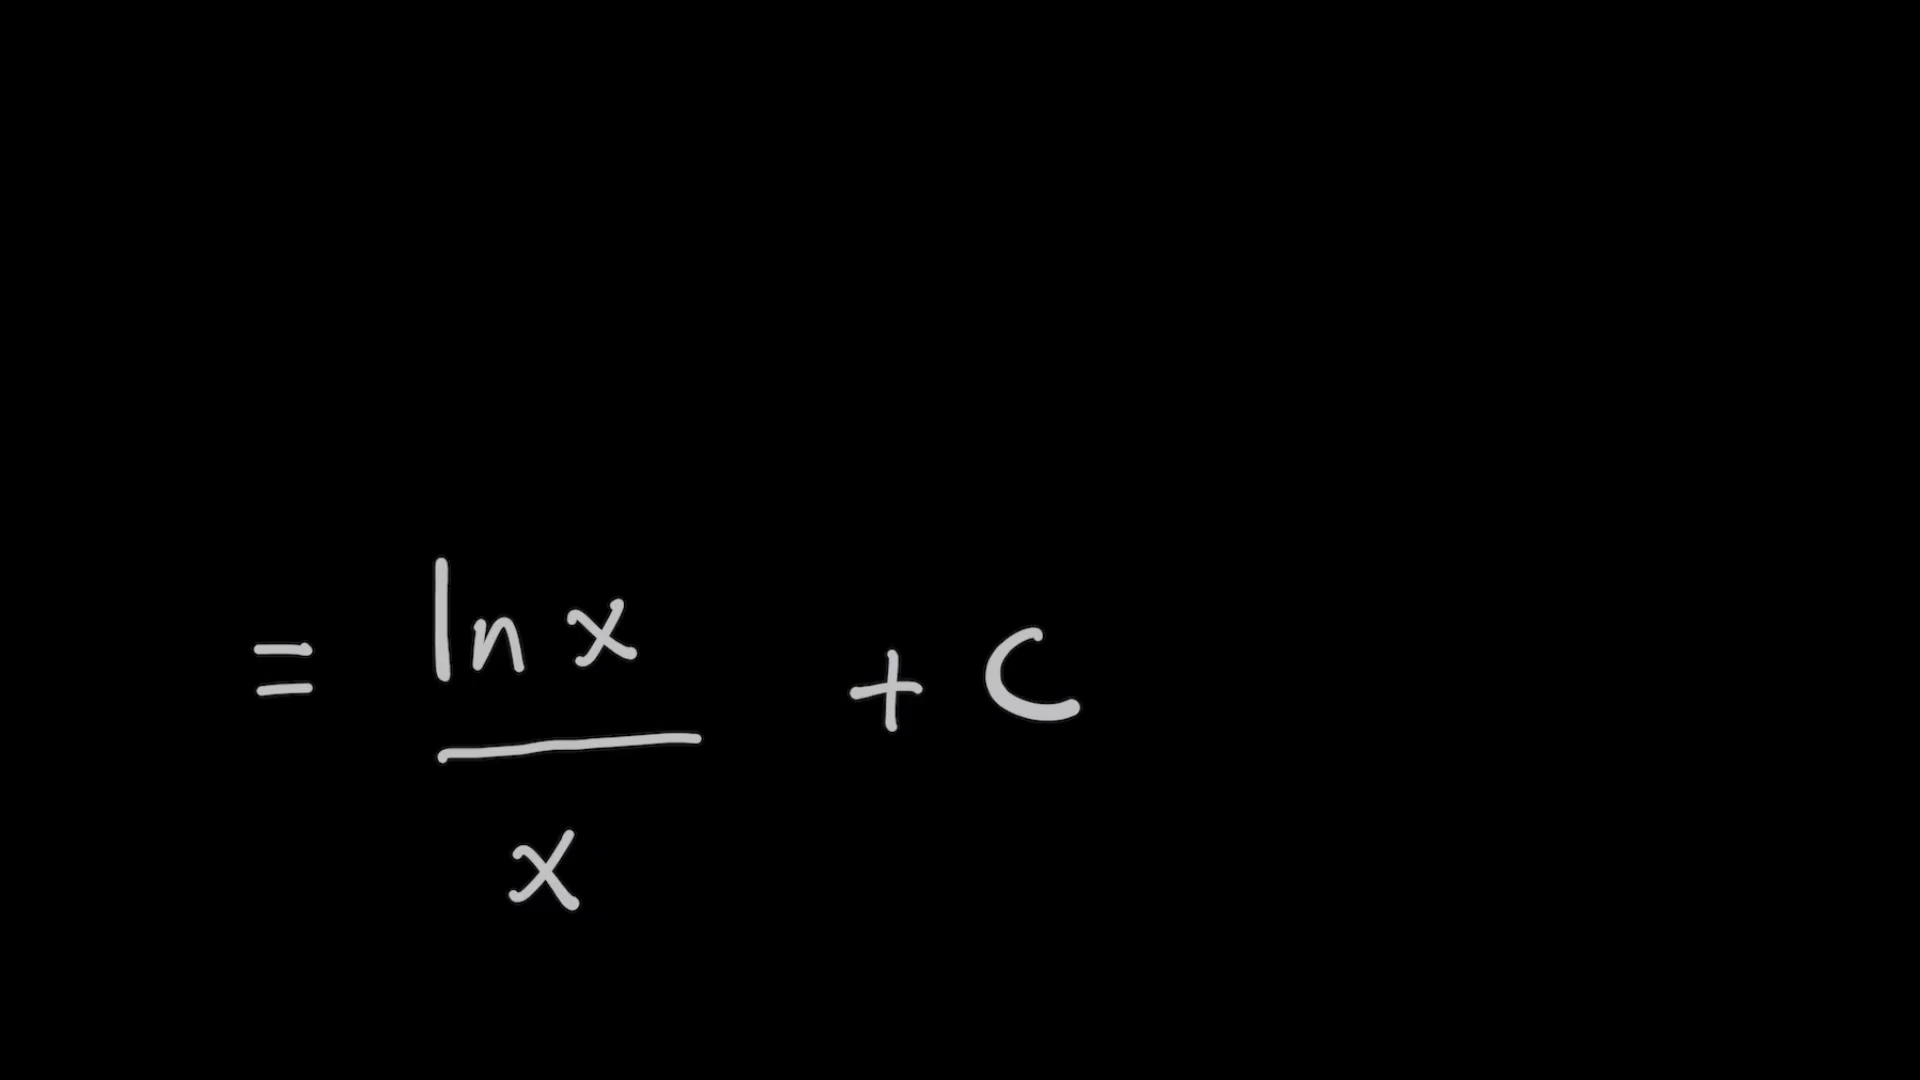 = ln x / x + C